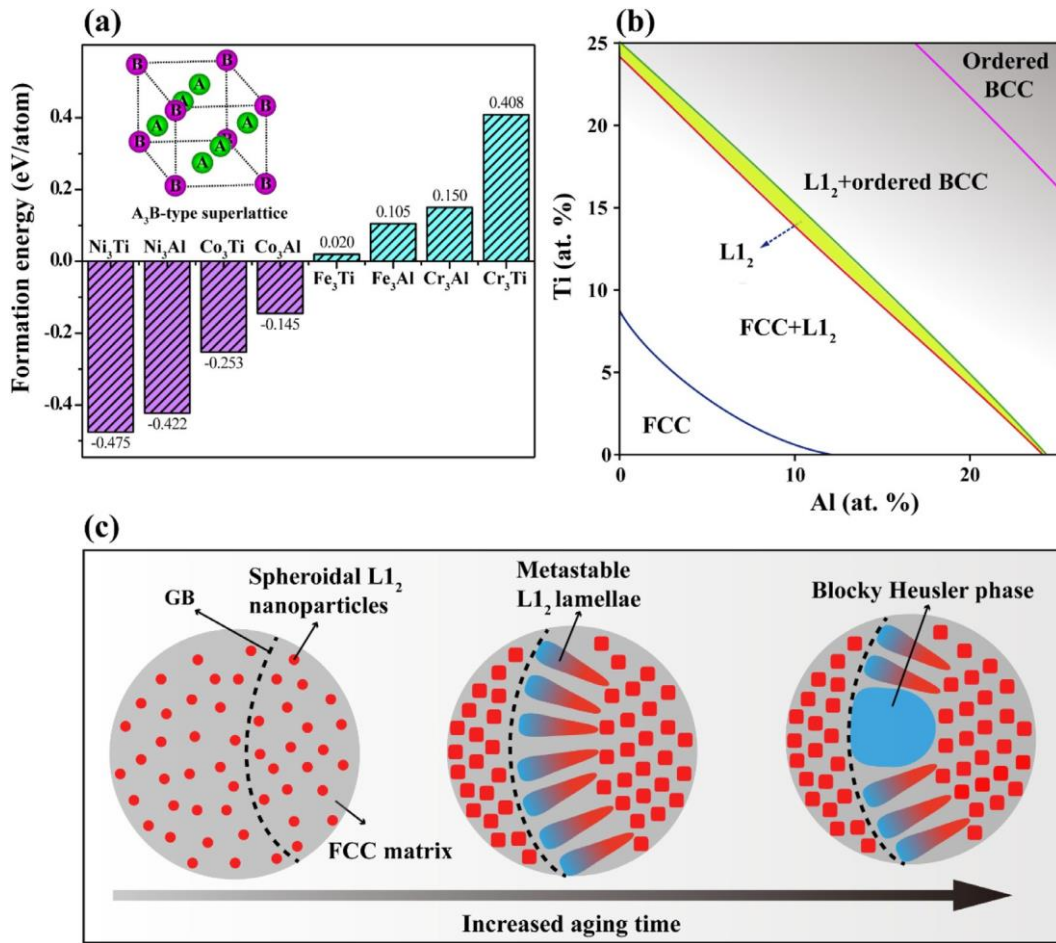 (a)
Formation energy (eV/atom)
0.4
0.2
0.0
-0.2
-0.4
B
B
A
A
B
B
A
A
B
A
B
A
B
B
A₃B-type superlattice
Ni₃Ti
Ni₃Al
Co₃Ti
Co₃Al
-0.475
-0.422
-0.253
-0.145
0.020
0.105
0.150
0.408
Fe₃Ti
Fe₃Al
Cr₃Al
Cr₃Ti
(b)
Ti (at. %)
25
20
15
10
5
0
Ordered
BCC
L1₂+ordered BCC
L1₂
FCC+L1₂
FCC
0
10
20
Al (at. %)
(c)
GB
Spheroidal L1₂
nanoparticles
FCC matrix
Metastable
L1₂ lamellae
Blocky Heusler phase
Increased aging time